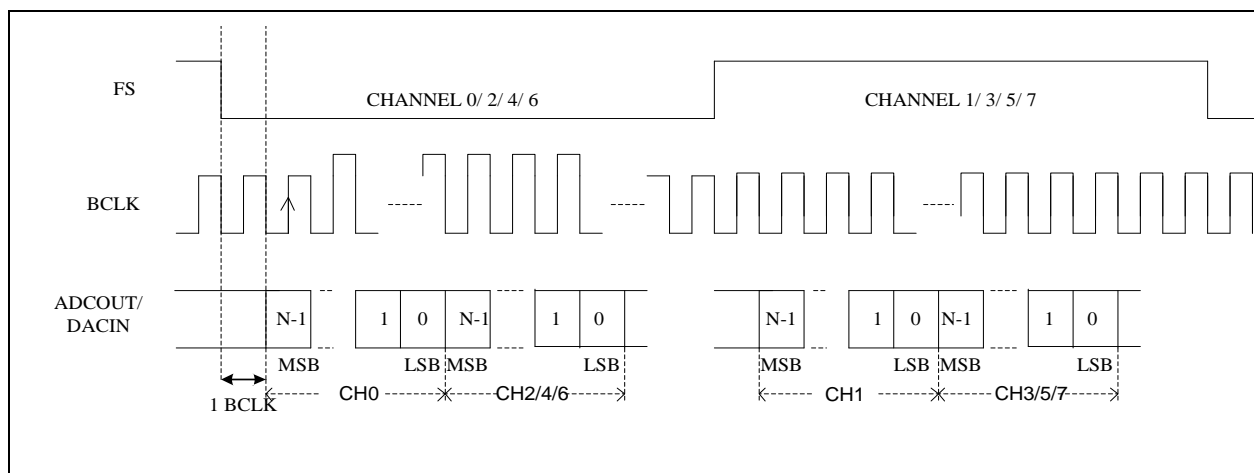 FS
CHANNEL 0/ 2/ 4/ 6
CHANNEL 1/ 3/ 5/ 7
BCLK
ADCOUT/
DACIN
N-1
1
0
N-1
1
0
N-1
1
0
N-1
1
0
MSB
LSB
MSB
LSB
MSB
LSB
MSB
LSB
1 BCLK
CH0
CH2/4/6
CH1
CH3/5/7